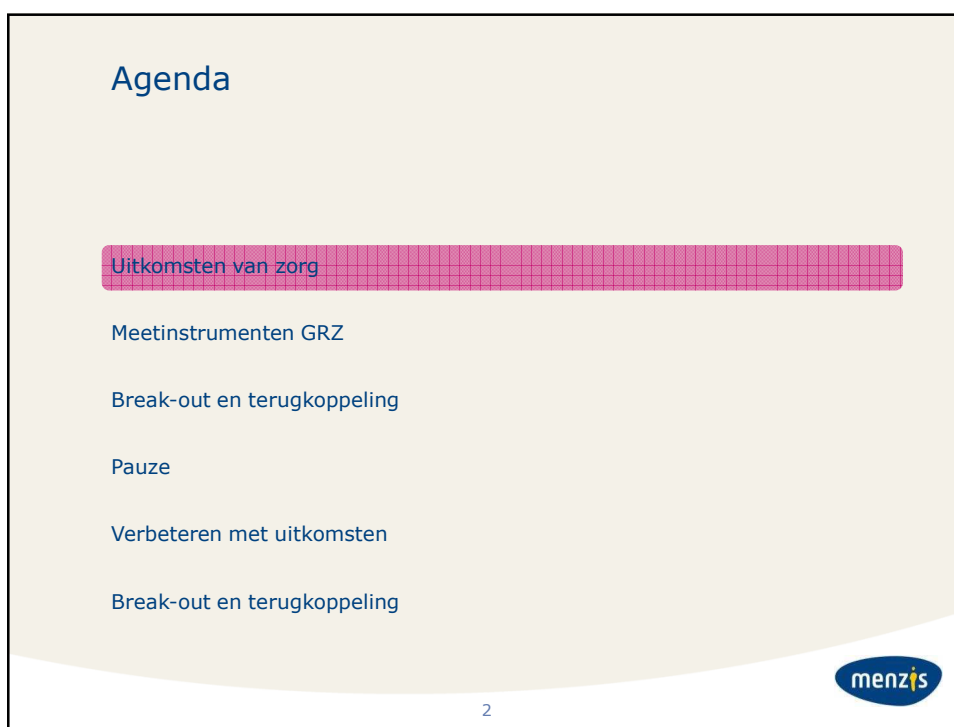 Agenda
Uitkomsten van zorg
Meetinstrumenten GRZ
Break-out en terugkoppeling
Pauze
Verbeteren met uitkomsten
Break-out en terugkoppeling
menzis
2